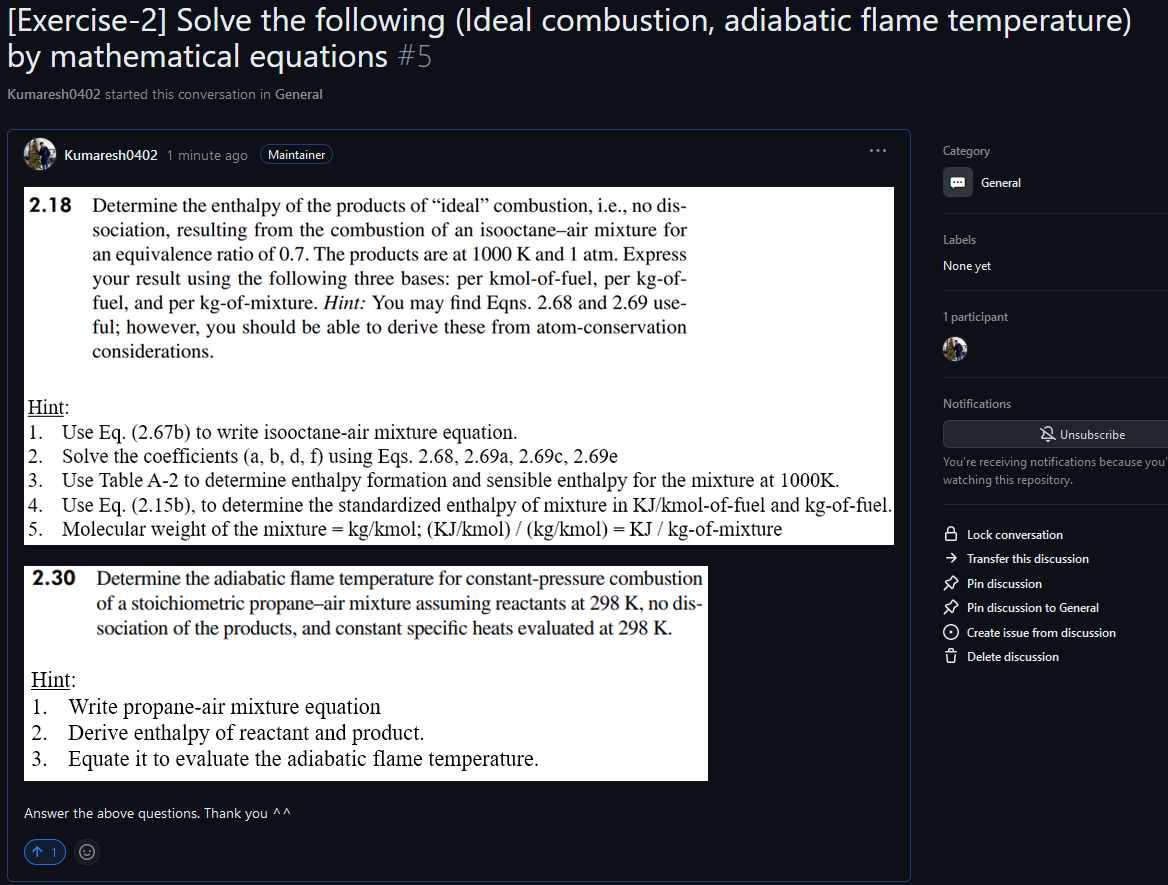 [Exercise-2] Solve the following (Ideal combustion, adiabatic flame temperature)
by mathematical equations #5
Kumaresh0402 started this conversation in General
Kumaresh0402 1 minute ago Maintainer
2.18 Determine the enthalpy of the products of “ideal” combustion, i.e., no dis-
sociation, resulting from the combustion of an isooctane–air mixture for
an equivalence ratio of 0.7. The products are at 1000 K and 1 atm. Express
your result using the following three bases: per kmol-of-fuel, per kg-of-
fuel, and per kg-of-mixture. Hint: You may find Eqns. 2.68 and 2.69 use-
ful; however, you should be able to derive these from atom-conservation
considerations.
Hint:
1. Use Eq. (2.67b) to write isooctane-air mixture equation.
2. Solve the coefficients (a, b, d, f) using Eqs. 2.68, 2.69a, 2.69c, 2.69e
3. Use Table A-2 to determine enthalpy formation and sensible enthalpy for the mixture at 1000K.
4. Use Eq. (2.15b), to determine the standardized enthalpy of mixture in KJ/kmol-of-fuel and kg-of-fuel.
5. Molecular weight of the mixture = kg/kmol; (KJ/kmol) / (kg/kmol) = KJ / kg-of-mixture
2.30 Determine the adiabatic flame temperature for constant-pressure combustion
of a stoichiometric propane–air mixture assuming reactants at 298 K, no dis-
sociation of the products, and constant specific heats evaluated at 298 K.
Hint:
1. Write propane-air mixture equation
2. Derive enthalpy of reactant and product.
3. Equate it to evaluate the adiabatic flame temperature.
Answer the above questions. Thank you ^ ^
1
Category
General
Labels
None yet
1 participant
Notifications
Unsubscribe
You’re receiving notifications because you’
watching this repository.
Lock conversation
Transfer this discussion
Pin discussion
Pin discussion to General
Create issue from discussion
Delete discussion